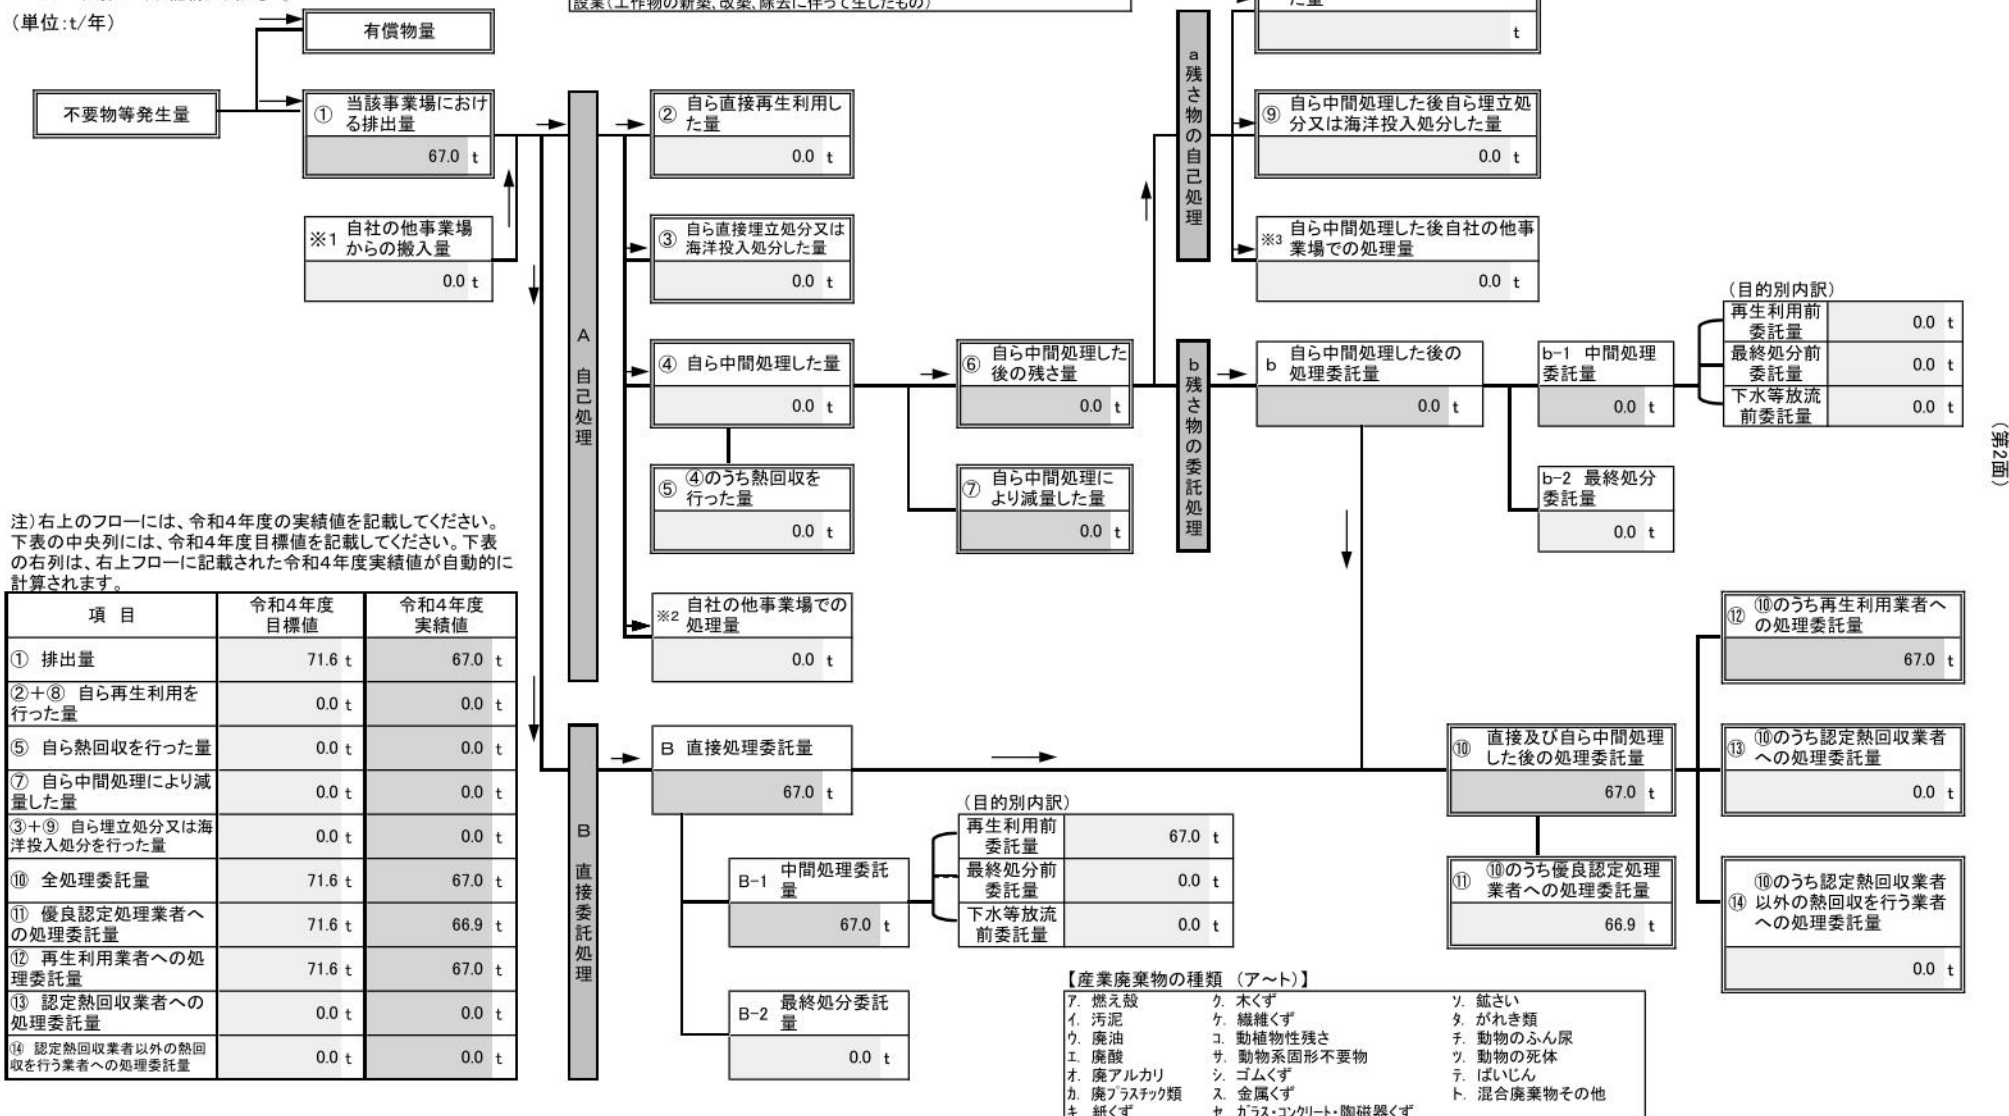 設業(工作物の新築、改築、除去に伴って生じたもの)
(単位:t/年)
有償物量
不要物等発生量
① 当該事業場におけ
る排出量
67.0 t
※1 自社の他事業場
からの搬入量
0.0 t
A 自己処理
② 自ら直接再生利用し
た量
0.0 t
③ 自ら直接埋立処分又は
海洋投入処分した量
0.0 t
④ 自ら中間処理した量
0.0 t
⑤ ④のうち熱回収を
行った量
0.0 t
※2 自社の他事業場での
処理量
0.0 t
⑥ 自ら中間処理した
後の残さ量
0.0 t
⑦ 自ら中間処理に
より減量した量
0.0 t
a 残さ物の自己処理
た量
t
⑨ 自ら中間処理した後自ら埋立処
分又は海洋投入処分した量
0.0 t
※3 自ら中間処理した後自社の他事
業場での処理量
0.0 t
b 残さ物の委託処理
b 自ら中間処理した後の
処理委託量
0.0 t
b-1 中間処理
委託量
0.0 t
b-2 最終処分
委託量
0.0 t
(目的別内訳)
再生利用前
委託量 0.0 t
最終処分前
委託量 0.0 t
下水等放流
前委託量 0.0 t
(第2面)
注)右上のフローには、令和4年度の実績値を記載してください。
下表の中央列には、令和4年度目標値を記載してください。下表
の右列は、右上フローに記載された令和4年度実績値が自動的に
計算されます。
項 目 令和4年度 令和4年度
目標値 実績値
① 排出量 71.6 t 67.0 t
②+⑧ 自ら再生利用を
行った量 0.0 t 0.0 t
⑤ 自ら熱回収を行った量 0.0 t 0.0 t
⑦ 自ら中間処理により減
量した量 0.0 t 0.0 t
③+⑨ 自ら埋立処分又は海
洋投入処分を行った量 0.0 t 0.0 t
⑩ 全処理委託量 71.6 t 67.0 t
⑪ 優良認定処理業者へ
の処理委託量 71.6 t 66.9 t
⑫ 再生利用業者への処
理委託量 71.6 t 67.0 t
⑬ 認定熱回収業者への
処理委託量 0.0 t 0.0 t
⑭ 認定熱回収業者以外の熱回
収を行う業者への処理委託量 0.0 t 0.0 t
B 直接委託処理
B 直接処理委託量
67.0 t
B-1 中間処理委託
量
67.0 t
B-2 最終処分委託
量
0.0 t
(目的別内訳)
再生利用前
委託量 67.0 t
最終処分前
委託量 0.0 t
下水等放流
前委託量 0.0 t
⑩ 直接及び自ら中間処理
した後の処理委託量
67.0 t
⑪ ⑩のうち優良認定処理
業者への処理委託量
66.9 t
⑫ ⑩のうち再生利用業者へ
の処理委託量
67.0 t
⑬ ⑩のうち認定熱回収業者
への処理委託量
0.0 t
⑭ ⑩のうち認定熱回収業者
以外の熱回収を行う業者
への処理委託量
0.0 t
【産業廃棄物の種類 (ア~ト)】
ア. 燃え殻 ク. 木くず ソ. 鉱さい
イ. 汚泥 ケ. 繊維くず タ. がれき類
ウ. 廃油 コ. 動植物性残さ チ. 動物のふん尿
エ. 廃酸 サ. 動物系固形不要物 ツ. 動物の死体
オ. 廃アルカリ シ. ゴムくず テ. ばいじん
カ. 廃プラスチック類 ス. 金属くず ト. 混合廃棄物その他
キ. 紙くず セ. ガラス・コンクリート・陶磁器くず